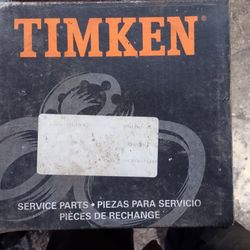 TIMKEN®
SERVICE PARTS • PIEZAS PARA SERVICIO
PIÈCES DE RECHANGE